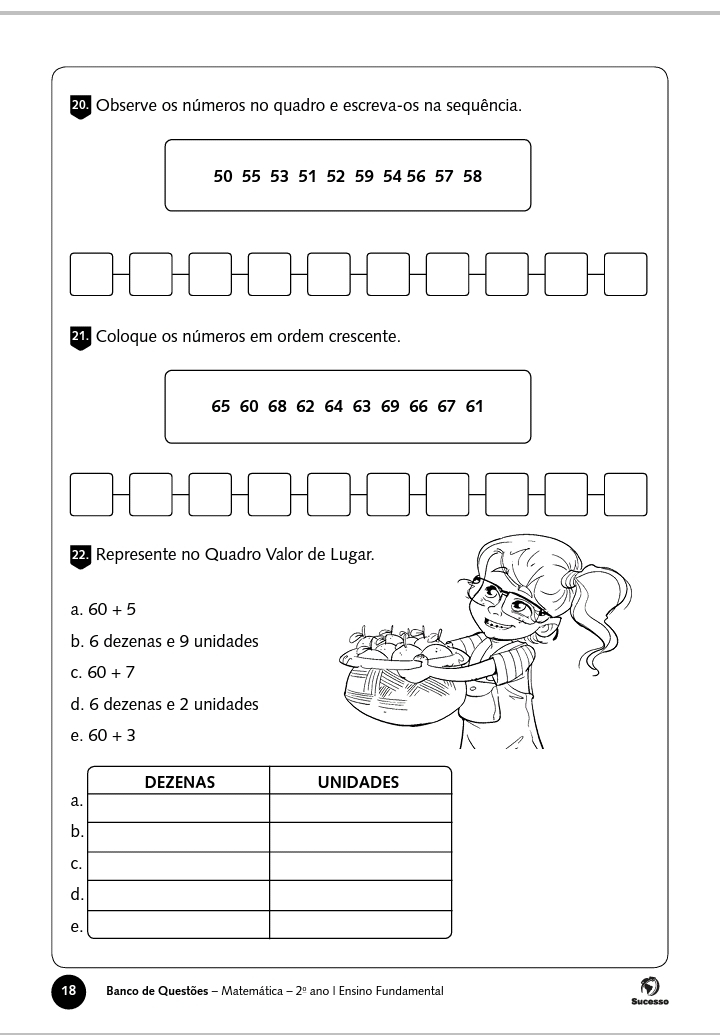 20. Observe os números no quadro e escreva-os na sequência.
50 55 53 51 52 59 54 56 57 58
21. Coloque os números em ordem crescente.
65 60 68 62 64 63 69 66 67 61
22. Represente no Quadro Valor de Lugar.
a. 60 + 5
b. 6 dezenas e 9 unidades
c. 60 + 7
d. 6 dezenas e 2 unidades
e. 60 + 3
DEZENAS UNIDADES
a.
b.
c.
d.
e.
18 Banco de Questões – Matemática – 2º ano | Ensino Fundamental
Sucesso